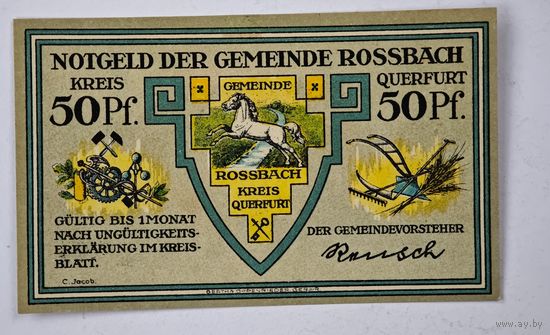 NOTGELD DER GEMEINDE ROSSBACH
KREIS
QUERFURT
50 Pf.
50 Pf.
GEMEINDE
ROSSBACH
KREIS
QUERFURT
GÜLTIG BIS 1 MONAT
NACH UNGÜLTIGKEITS-
ERKLÄRUNG IM KREIS-
BLATT.
DER GEMEINDEVORSTEHER
C. Jacob.
www.ay.by